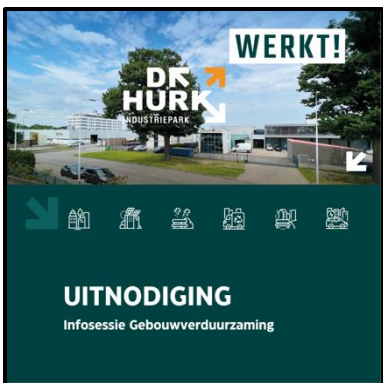 WERKT!
DE
HURK
INDUSTRIEPARK
UITNODIGING
Infosessie Gebouwverduurzaming